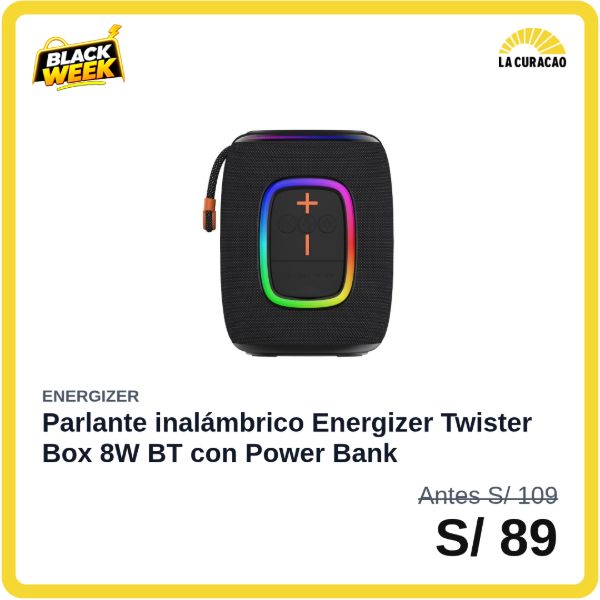 BLACK
WEEK
LA CURACAO
ENERGIZER
Parlante inalámbrico Energizer Twister
Box 8W BT con Power Bank
Antes S/ 109
S/ 89